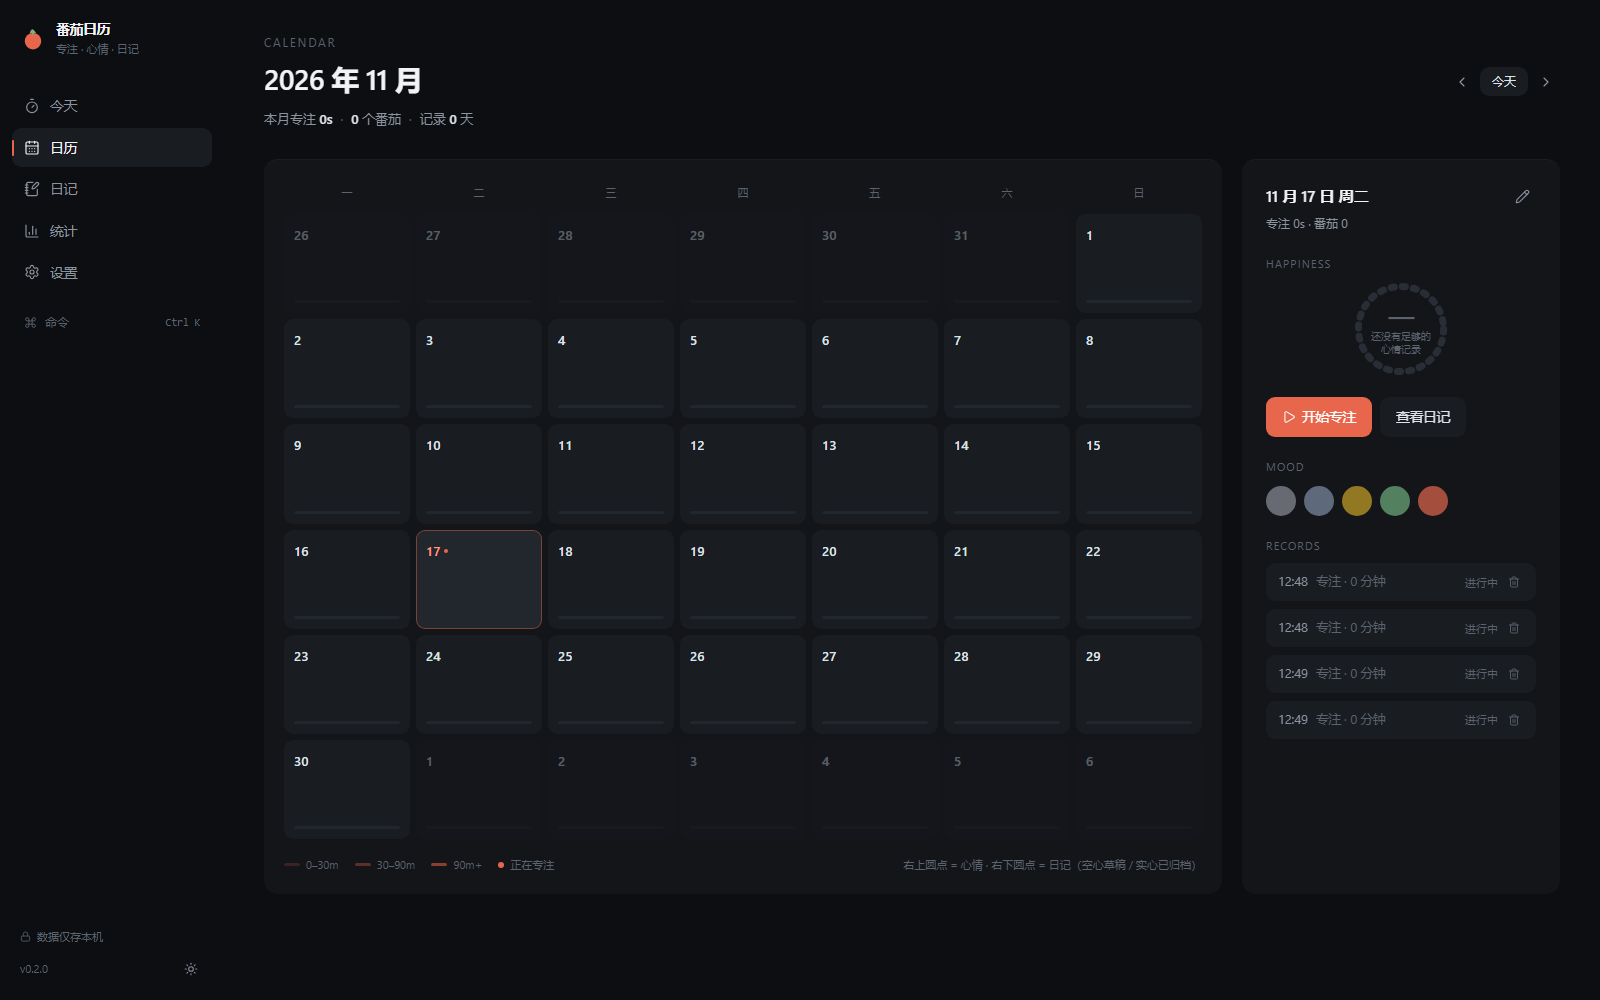 番茄日历
专注 · 心情 · 日记
今天
日历
日记
统计
设置
命令 Ctrl K
数据仅存本机
v0.2.0
CALENDAR
2026 年 11 月
本月专注 0s · 0 个番茄 · 记录 0 天
今天
一 二 三 四 五 六 日
26 27 28 29 30 31 1
2 3 4 5 6 7 8
9 10 11 12 13 14 15
16 17 18 19 20 21 22
23 24 25 26 27 28 29
30 1 2 3 4 5 6
0–30m 30–90m 90m+ 正在专注
右上圆点 = 心情 · 右下圆点 = 日记（空心草稿 / 实心已归档）
11 月 17 日 周二
专注 0s · 番茄 0
HAPPINESS
—
还没有足够的
心情记录
开始专注 查看日记
MOOD
RECORDS
12:48 专注 · 0 分钟 进行中
12:48 专注 · 0 分钟 进行中
12:49 专注 · 0 分钟 进行中
12:49 专注 · 0 分钟 进行中